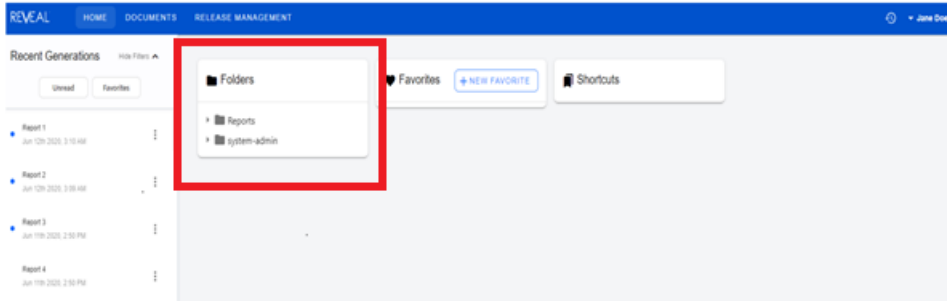 REVEAL HOME DOCUMENTS RELEASE MANAGEMENT Jane Doe
Recent Generations Hide Filters
Unread Favorites
Report 1
Jun 12th 2020, 3:10 AM
Report 2
Jun 12th 2020, 3:09 AM
Report 3
Jun 11th 2020, 2:50 PM
Report 4
Jun 11th 2020, 2:50 PM
Folders
Reports
system-admin
Favorites + NEW FAVORITE
Shortcuts